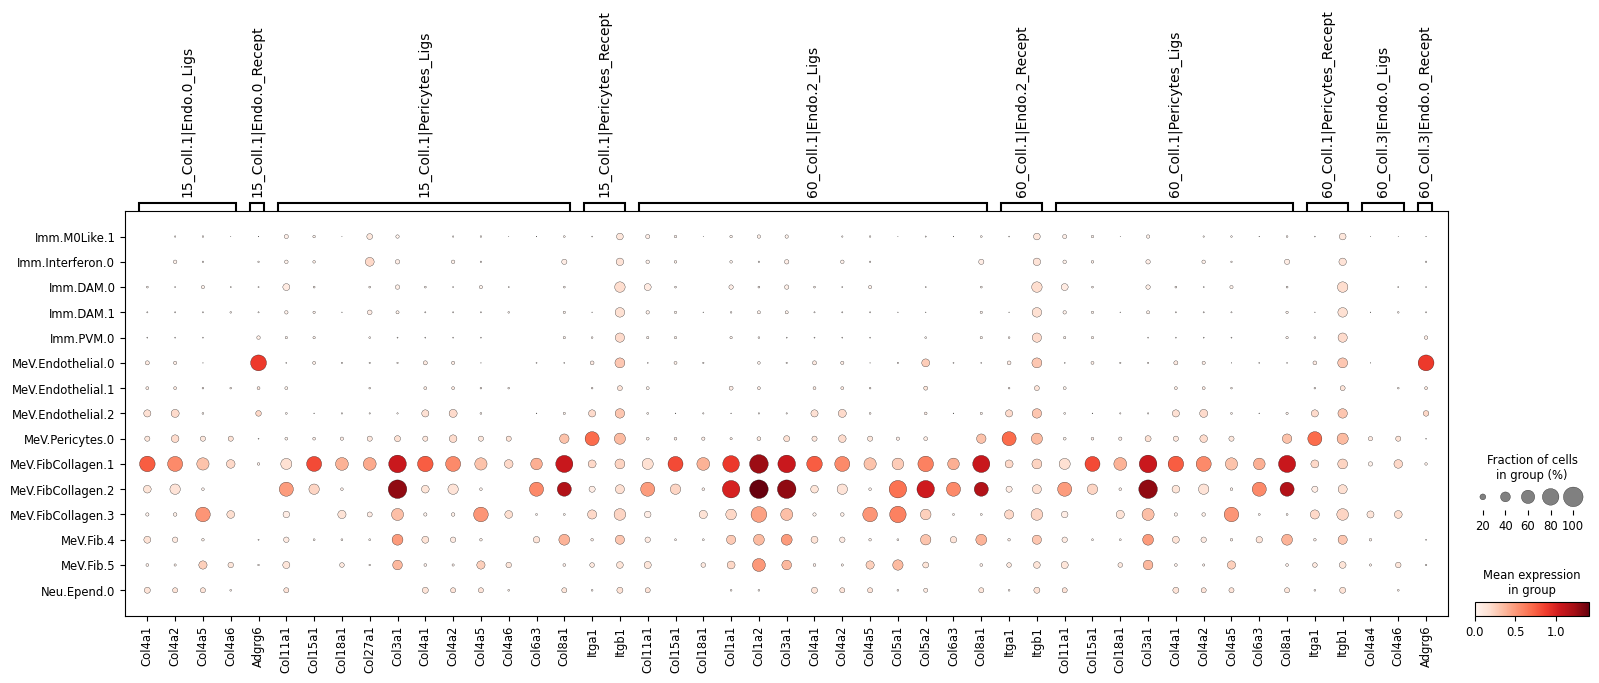 15_Coll.1|Endo.0_Ligs
15_Coll.1|Endo.0_Recept
15_Coll.1|Pericytes_Ligs
15_Coll.1|Pericytes_Recept
60_Coll.1|Endo.2_Ligs
60_Coll.1|Endo.2_Recept
60_Coll.1|Pericytes_Ligs
60_Coll.1|Pericytes_Recept
60_Coll.3|Endo.0_Ligs
60_Coll.3|Endo.0_Recept
Imm.M0Like.1
Imm.Interferon.0
Imm.DAM.0
Imm.DAM.1
Imm.PVM.0
MeV.Endothelial.0
MeV.Endothelial.1
MeV.Endothelial.2
MeV.Pericytes.0
MeV.FibCollagen.1
MeV.FibCollagen.2
MeV.FibCollagen.3
MeV.Fib.4
MeV.Fib.5
Neu.Epend.0
Col4a1
Col4a2
Col4a5
Col4a6
Adgrg6
Col11a1
Col15a1
Col18a1
Col27a1
Col3a1
Col4a1
Col4a2
Col4a5
Col4a6
Col6a3
Col8a1
Itga1
Itgb1
Col11a1
Col15a1
Col18a1
Col1a1
Col1a2
Col3a1
Col4a1
Col4a2
Col4a5
Col5a1
Col5a2
Col6a3
Col8a1
Itga1
Itgb1
Col11a1
Col15a1
Col18a1
Col3a1
Col4a1
Col4a2
Col4a5
Col6a3
Col8a1
Itga1
Itgb1
Col4a4
Col4a6
Adgrg6
Fraction of cells
in group (%)
20 40 60 80 100
Mean expression
in group
0.0 0.5 1.0